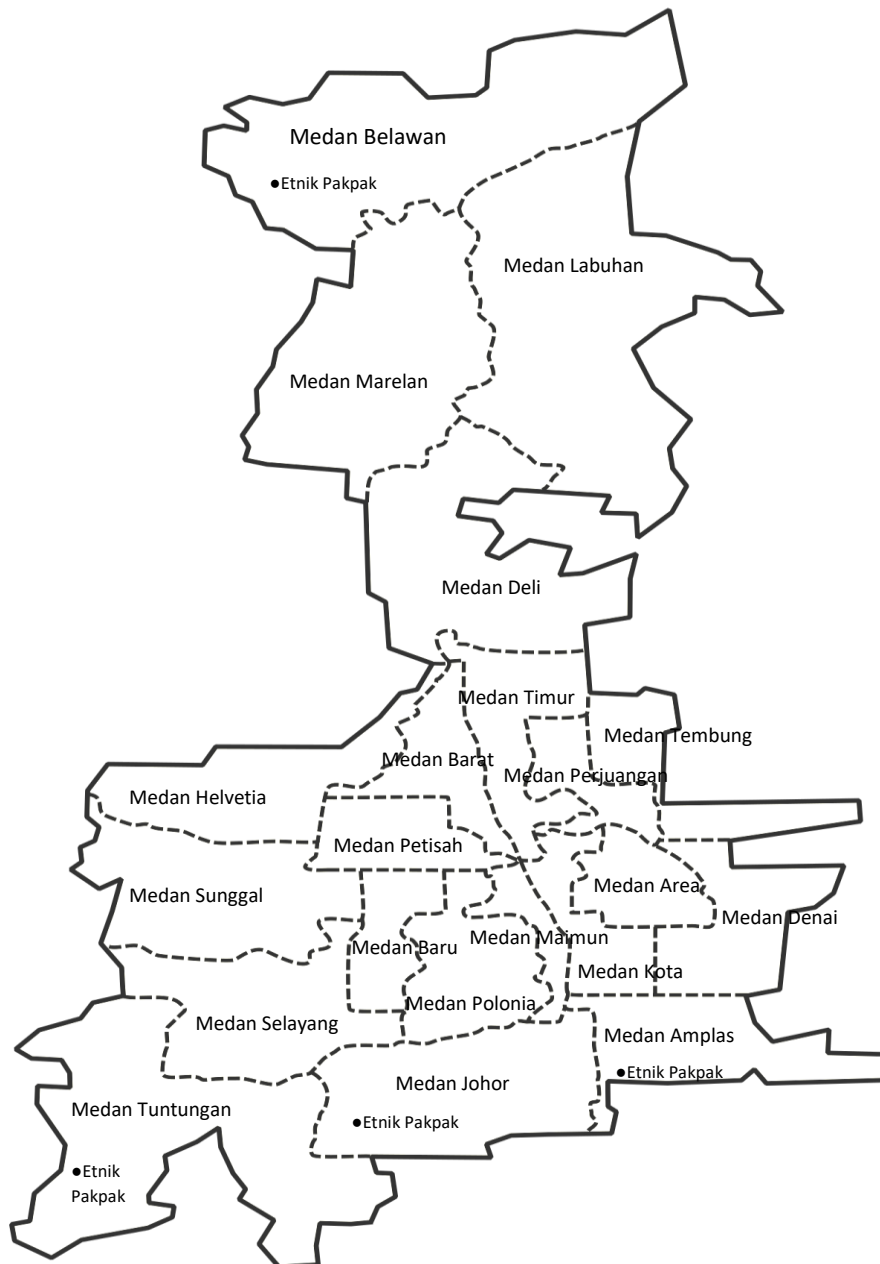 Medan Belawan
●Etnik Pakpak
Medan Labuhan
Medan Marelan
Medan Deli
Medan Timur
Medan Tembung
Medan Barat
Medan Perjuangan
Medan Helvetia
Medan Petisah
Medan Sunggal
Medan Area
Medan Denai
Medan Baru
Medan Maimun
Medan Kota
Medan Polonia
Medan Selayang
Medan Amplas
●Etnik Pakpak
Medan Johor
●Etnik Pakpak
Medan Tuntungan
●Etnik
Pakpak